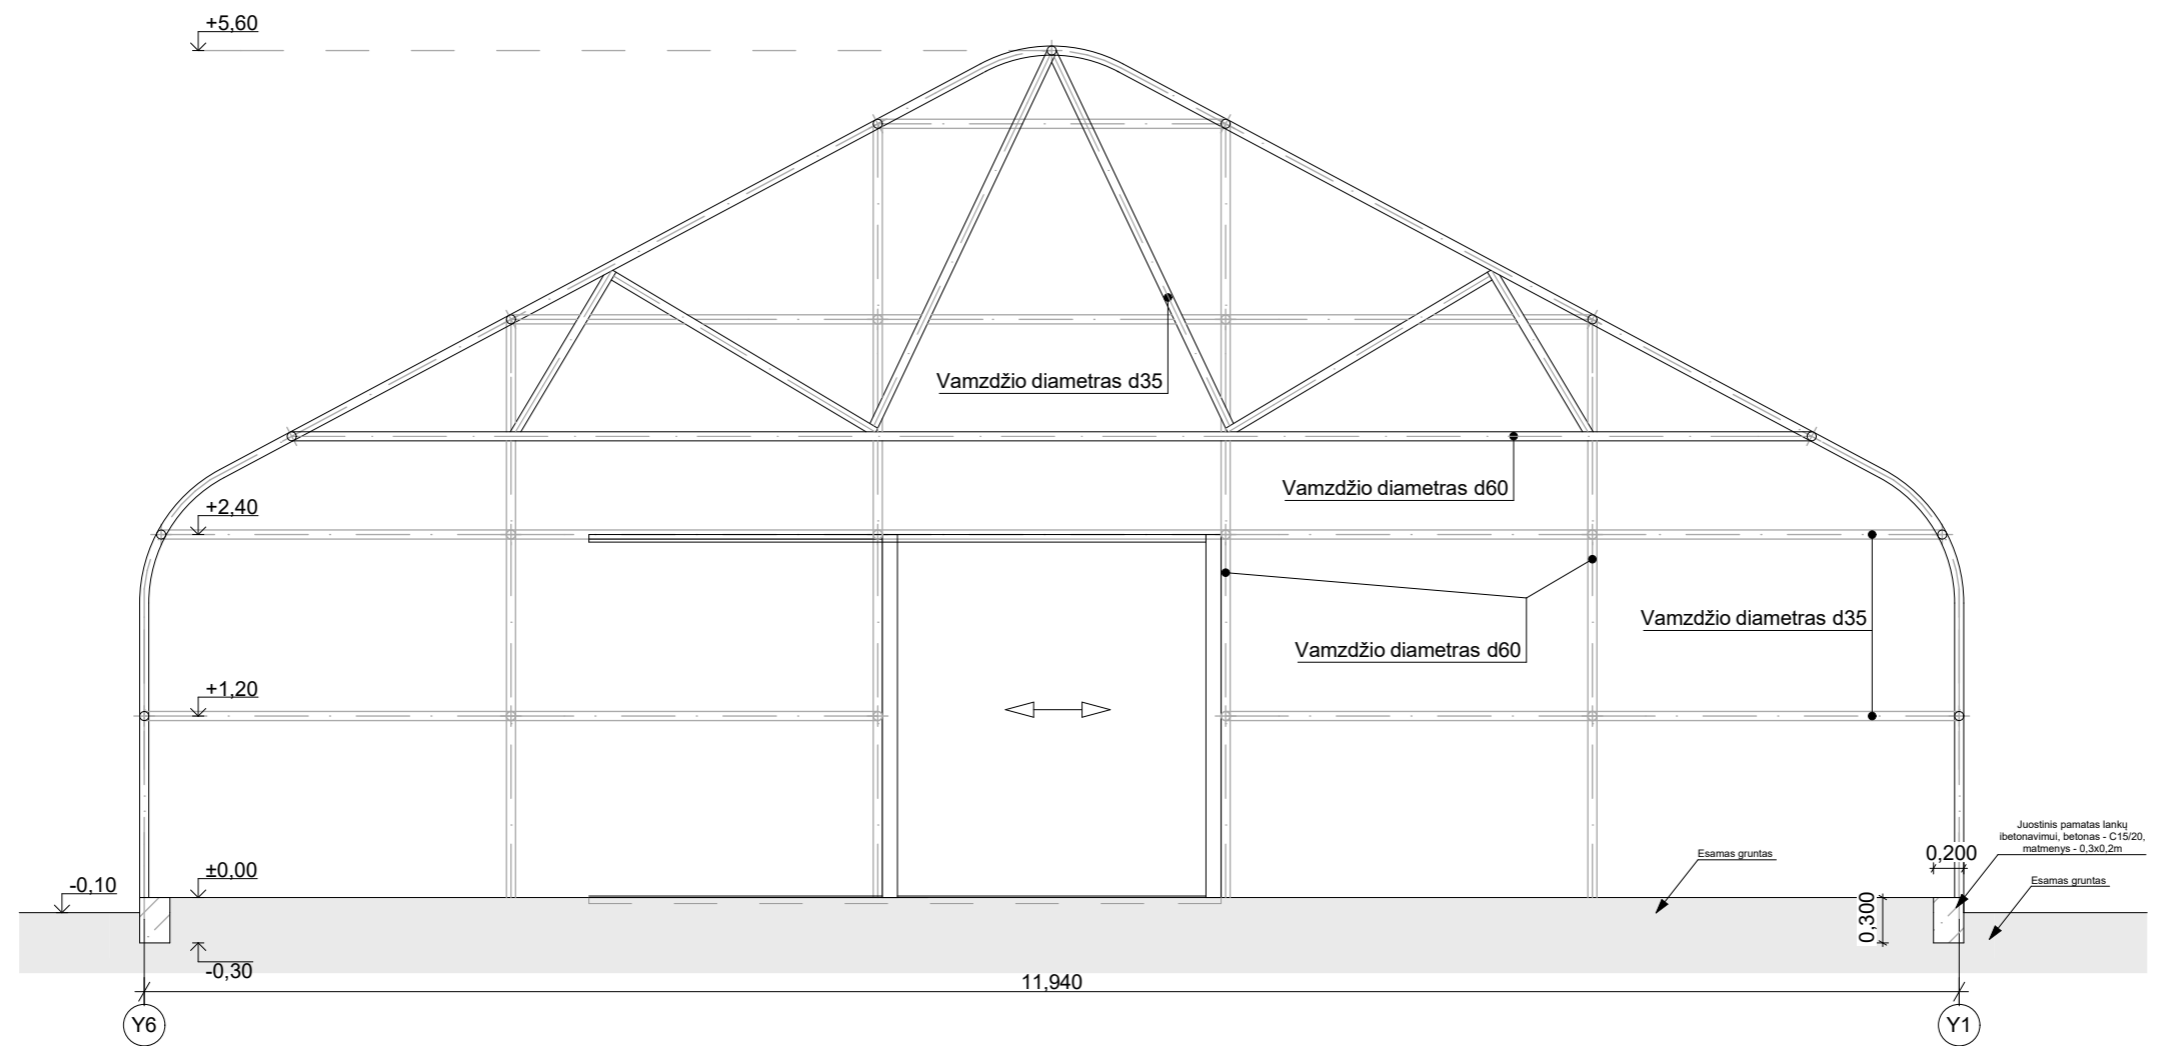 +5,60
Vamzdžio diametras d35
Vamzdžio diametras d60
+2,40
Vamzdžio diametras d35
Vamzdžio diametras d60
+1,20
Juostinis pamatas lankų
ibetonavimui, betonas - C15/20,
matmenys - 0,3x0,2m
0,200
Esamas gruntas
±0,00
-0,10
Esamas gruntas
0,300
-0,30
11,940
Y6
Y1